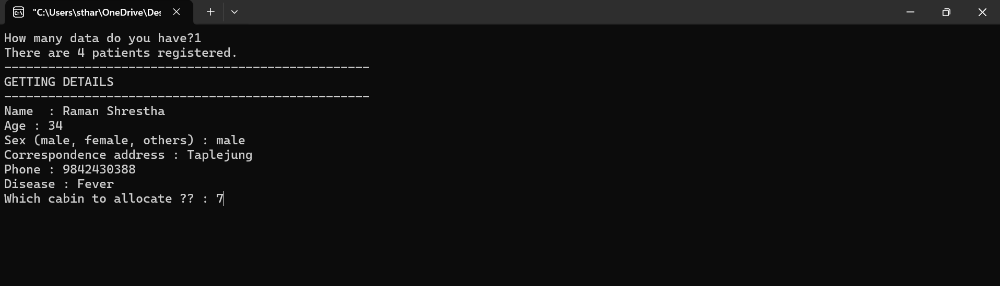 "C:\Users\sthar\OneDrive\Des
How many data do you have?1
There are 4 patients registered.
--------------------------------------------------
GETTING DETAILS
--------------------------------------------------
Name  : Raman Shrestha
Age : 34
Sex (male, female, others) : male
Correspondence address : Taplejung
Phone : 9842430388
Disease : Fever
Which cabin to allocate ?? : 7